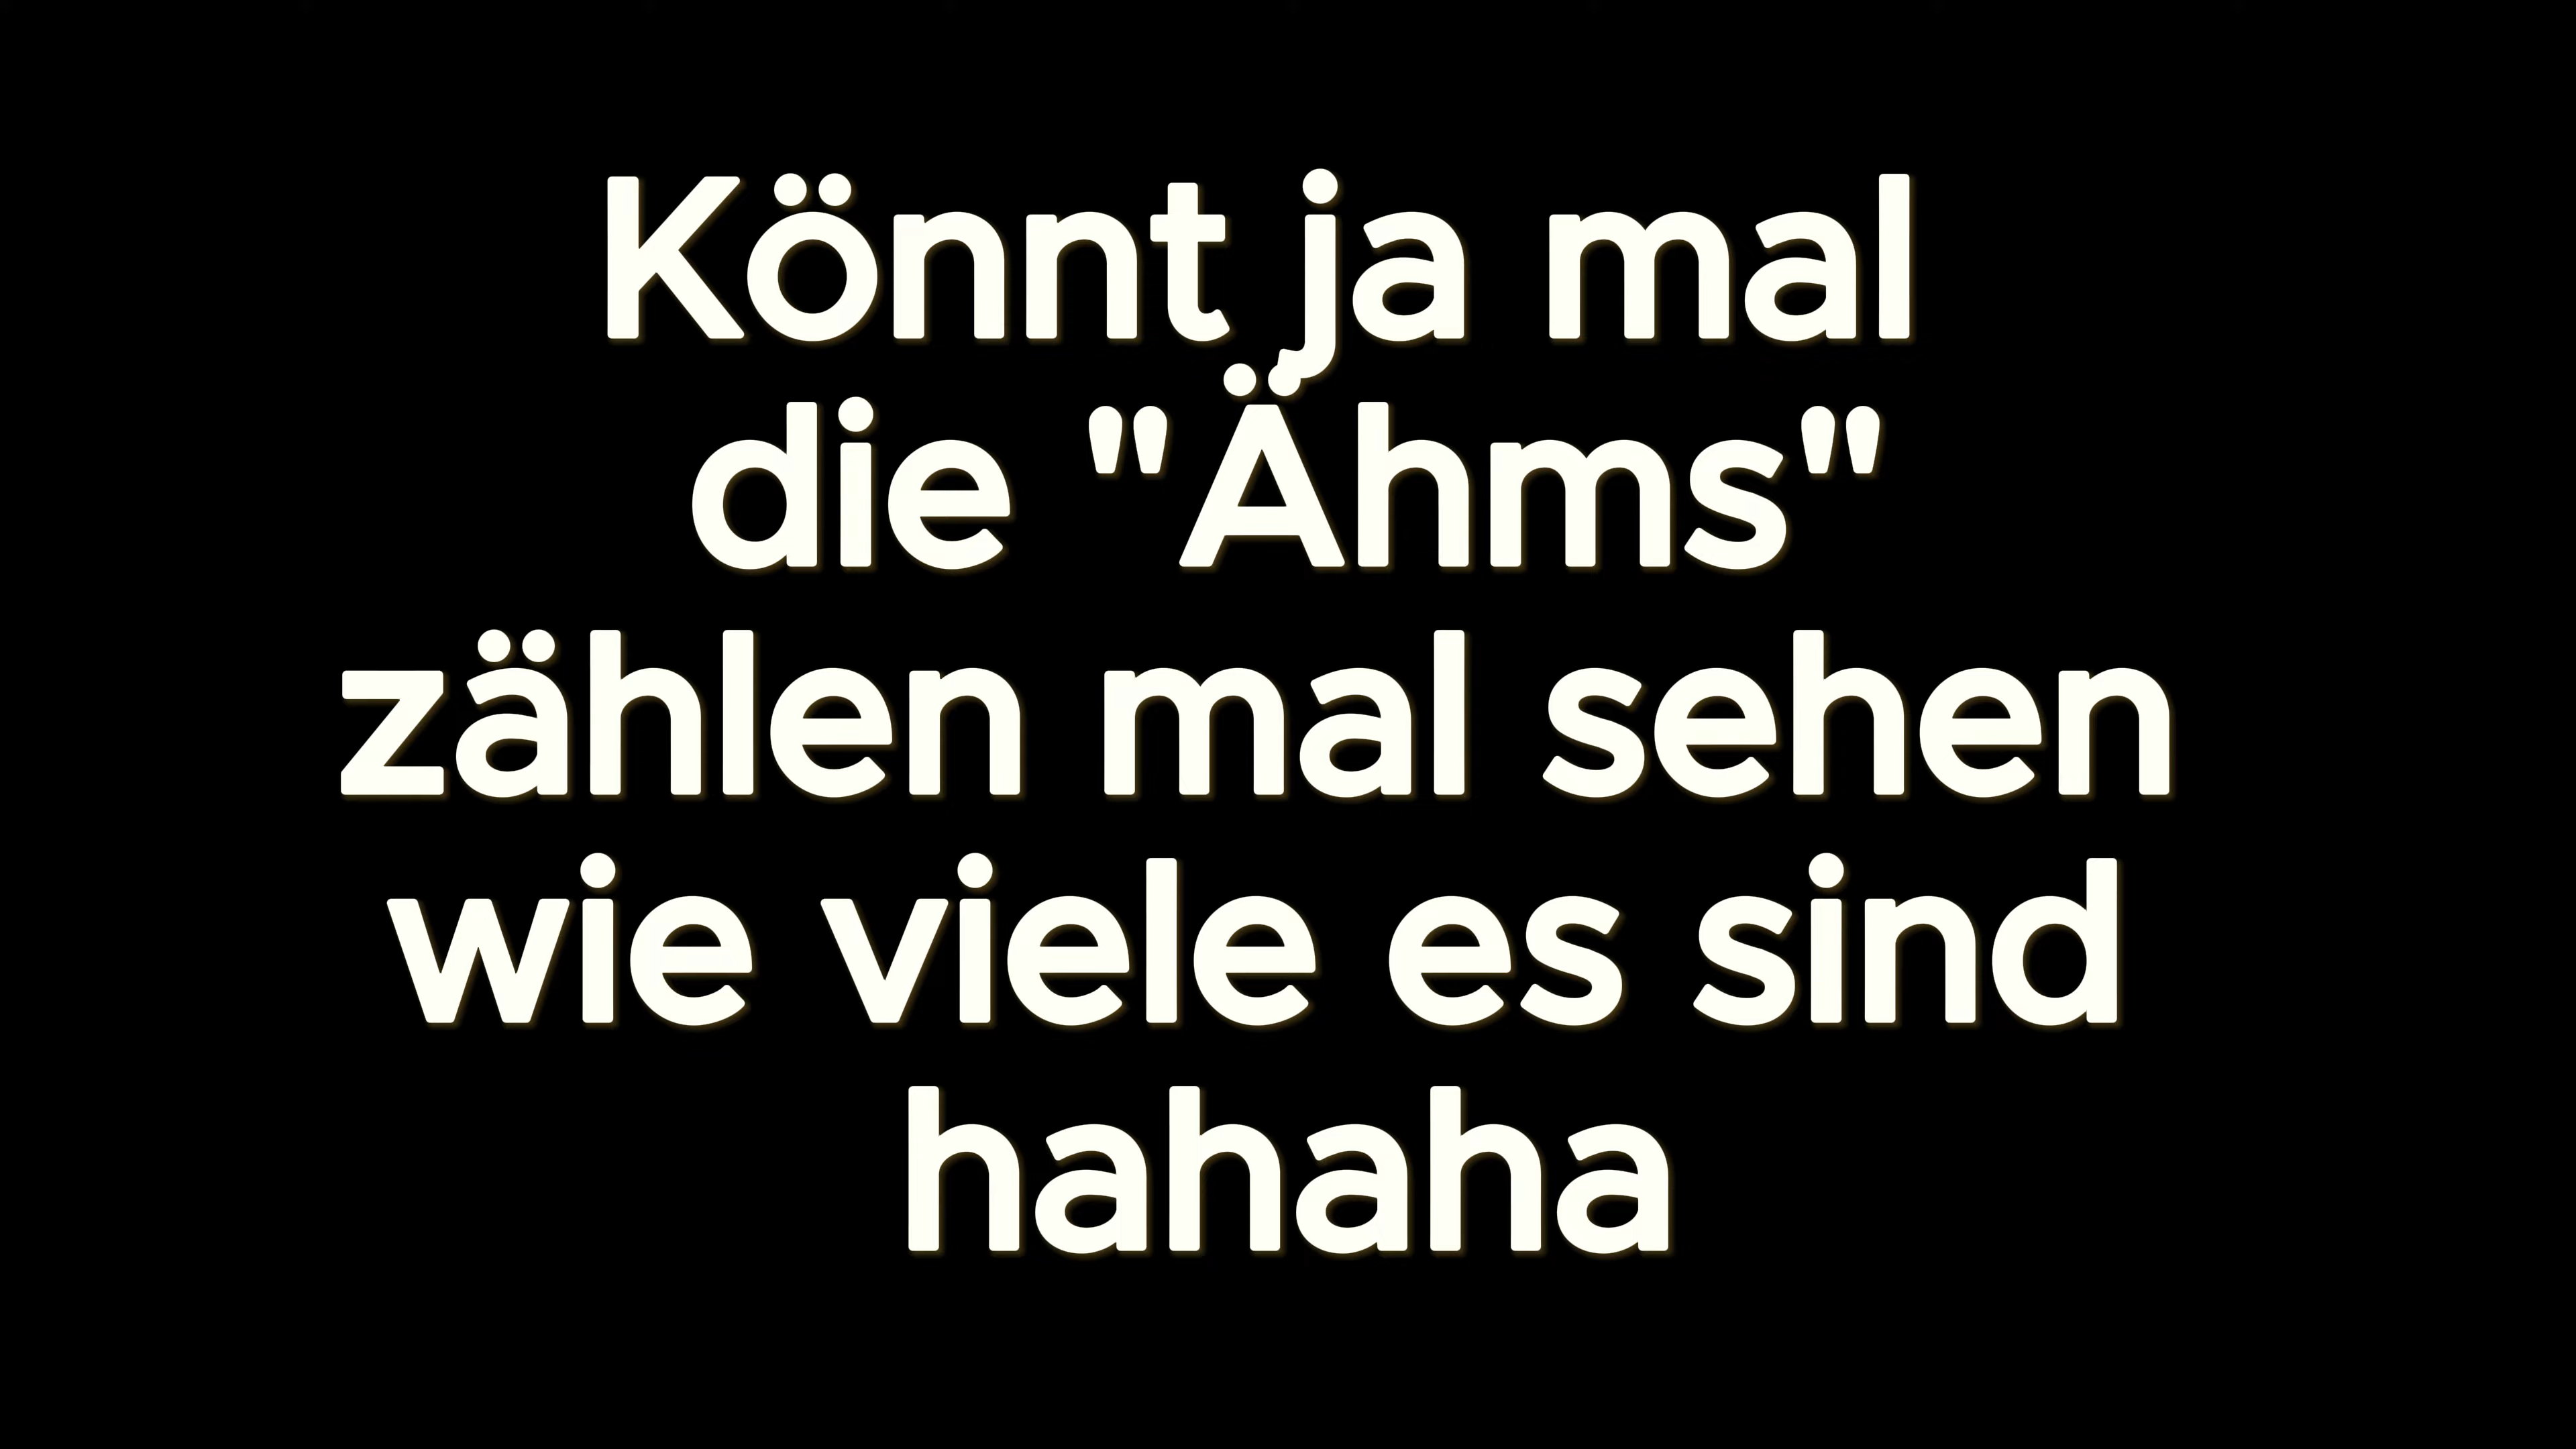 Könnt ja mal
die "Ähms"
zählen mal sehen
wie viele es sind
hahaha